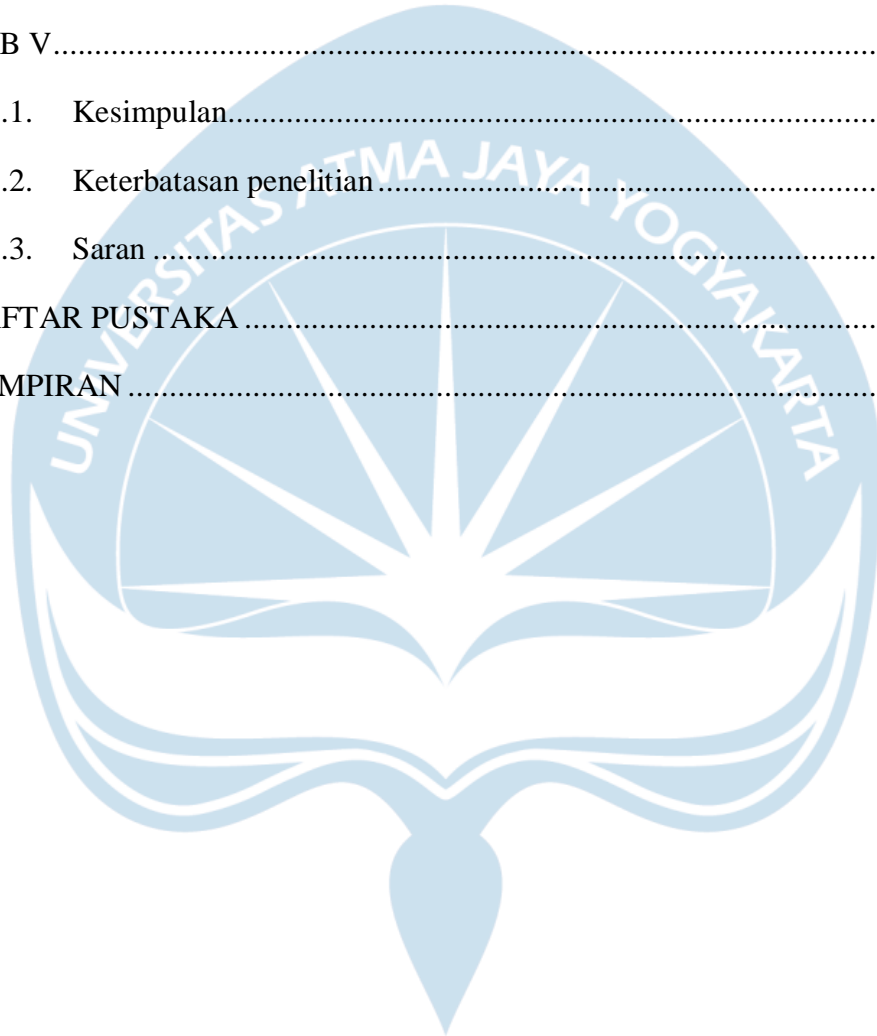 B V....................................................................................................
.1. Kesimpulan...............................................................................
.2. Keterbatasan penelitian.............................................................
.3. Saran........................................................................................
FTAR PUSTAKA.............................................................................
MPIRAN...........................................................................................
UNIVERSITAS ATMA JAYA YOGYAKARTA